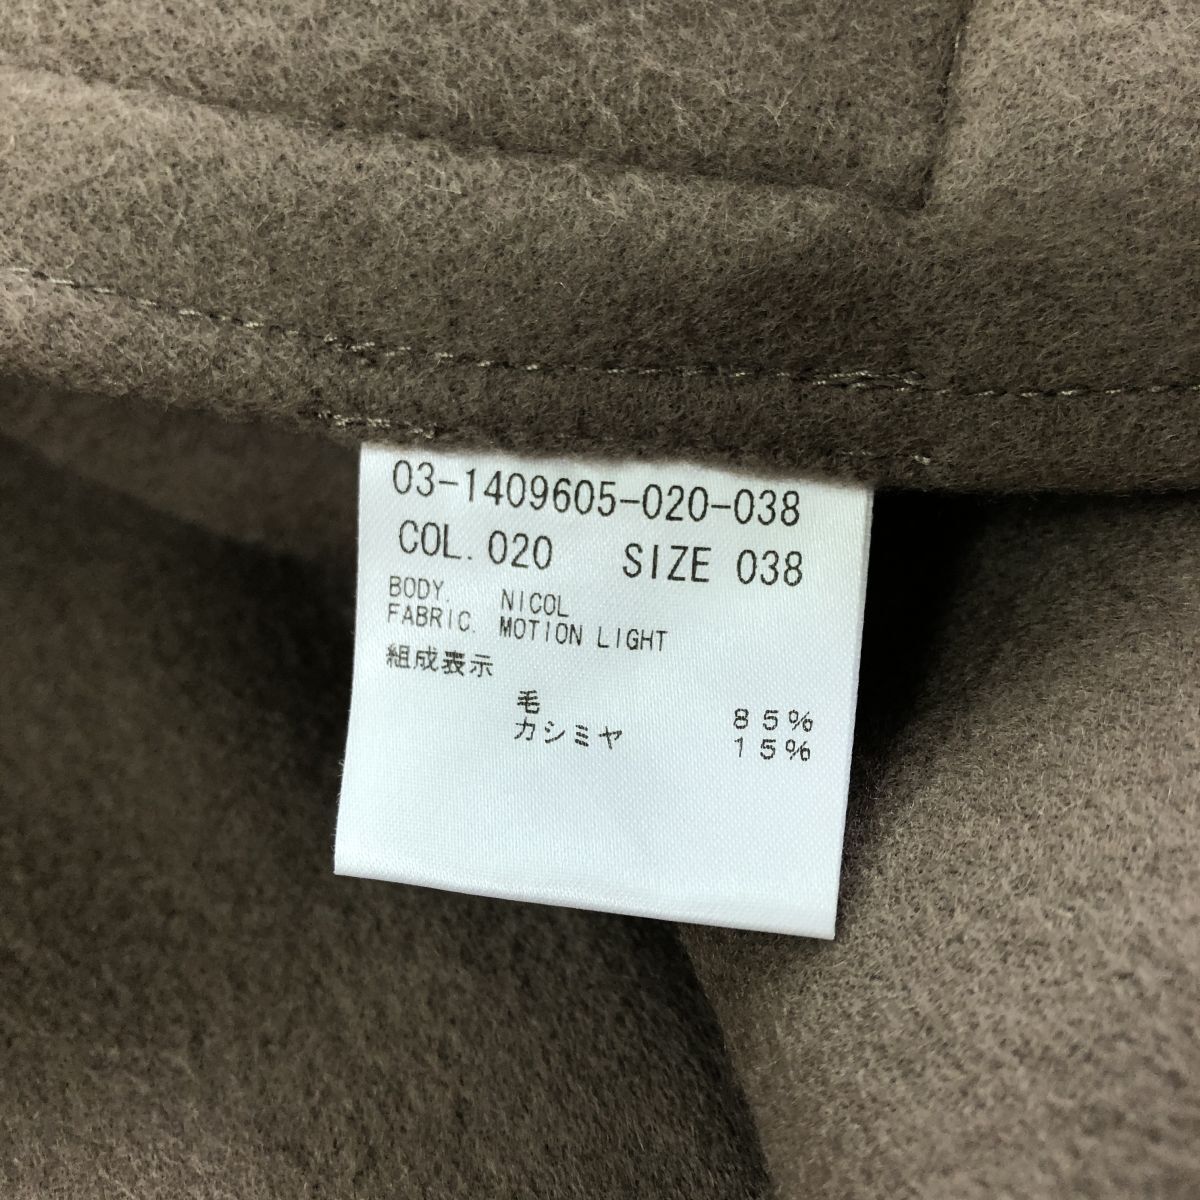 03-1409605-020-038
COL. 020 SIZE 038
BODY. NICOL
FABRIC. MOTION LIGHT
組成表示
毛 85%
カシミヤ 15%